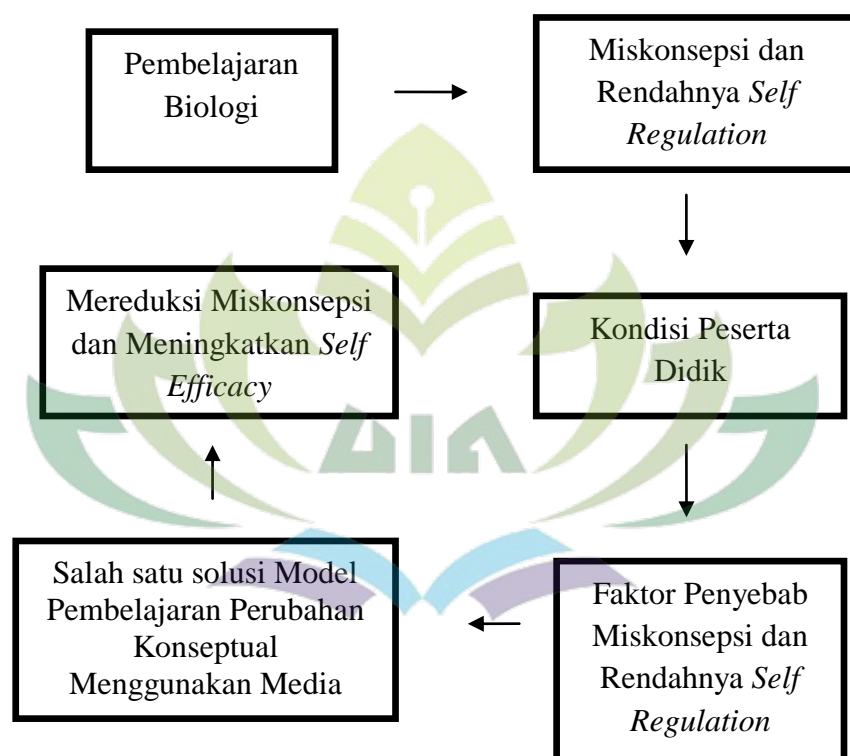 Pembelajaran
Biologi
Miskonsepsi dan
Rendahnya Self
Regulation
Mereduksi Miskonsepsi
dan Meningkatkan Self
Efficacy
Kondisi Peserta
Didik
UIN
Salah satu solusi Model
Pembelajaran Perubahan
Konseptual
Menggunakan Media
Faktor Penyebab
Miskonsepsi dan
Rendahnya Self
Regulation